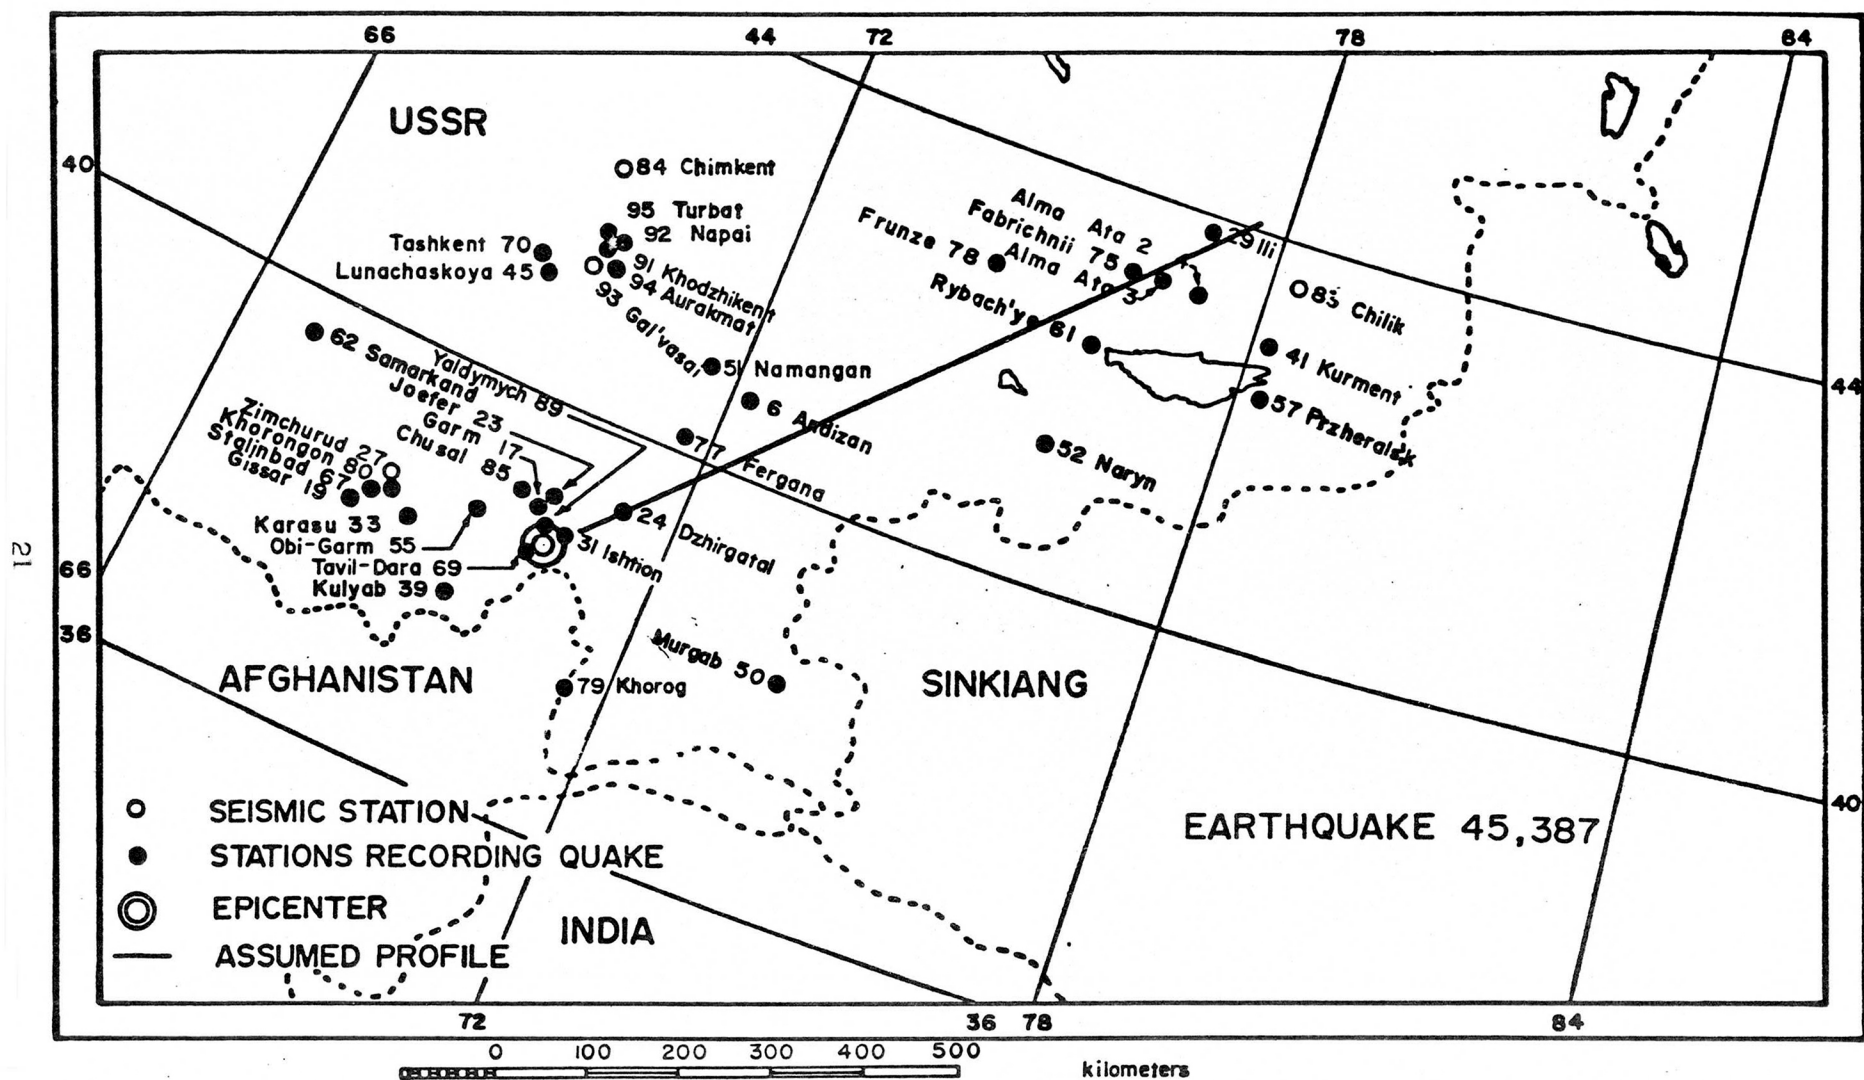 66 44 72 78 84
USSR
40
84 Chimkent
95 Turbat
92 Napai
Tashkent 70
Lunachaskoya 45
91 Khodzhikent
94 Aurakmat
93 Gal'vasai
Alma Ata 2
Fabrichnii 75
Alma Ata 3
Frunze 78
Rybach'ye 61
29 Ili
83 Chilik
41 Kurment
57 Przheralsk
52 Naryn
44
62 Samarkand
Yaldymych 89
Joefer 23
Garm 17
Chusal 85
51 Namangan
6 Andizan
77 Fergana
Zimchurud 27
Khorongon 80
Stalinbad 67
Gissar 19
Karasu 33
Obi-Garm 55
Tavil-Dara 69
Kulyab 39
24 Dzhirgatal
31 Ishtion
21
66
36
AFGHANISTAN
79 Khorog
Murgab 50
SINKIANG
40
SEISMIC STATION
STATIONS RECORDING QUAKE
EPICENTER
ASSUMED PROFILE
INDIA
EARTHQUAKE 45,387
72 36 78 84
0 100 200 300 400 500
kilometers